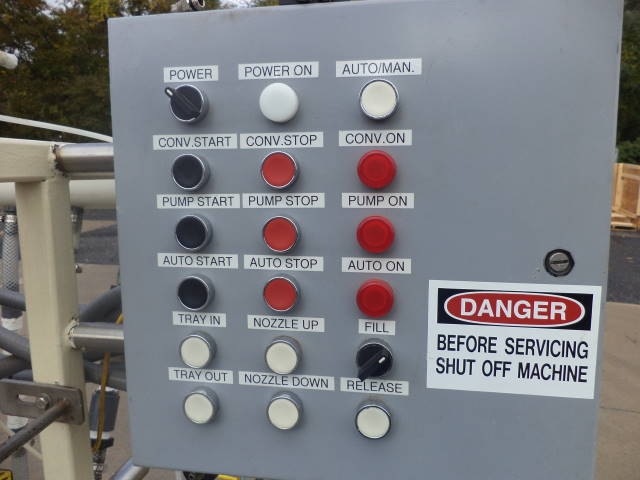 POWER POWER ON AUTO/MAN.
CONV.START CONV.STOP CONV.ON
PUMP START PUMP STOP PUMP ON
AUTO START AUTO STOP AUTO ON
TRAY IN NOZZLE UP FILL
TRAY OUT NOZZLE DOWN RELEASE
DANGER
BEFORE SERVICING
SHUT OFF MACHINE